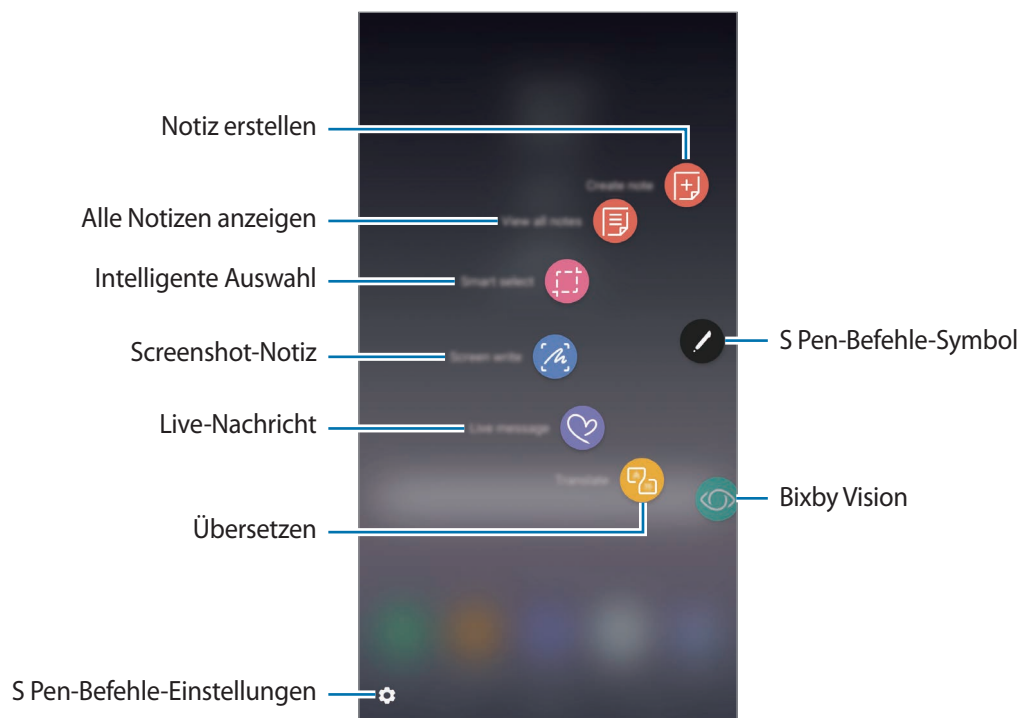 Notiz erstellen
Create note
Alle Notizen anzeigen
View all notes
Intelligente Auswahl
Smart select
S Pen-Befehle-Symbol
Screenshot-Notiz
Screen write
Live-Nachricht
Live message
Translate
Bixby Vision
Übersetzen
S Pen-Befehle-Einstellungen